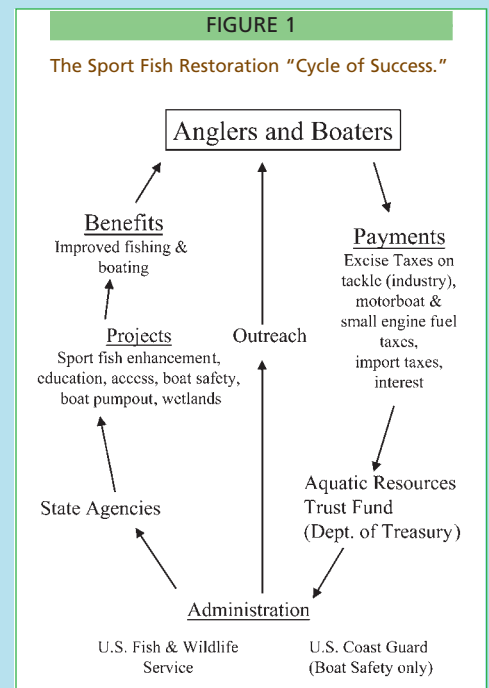 FIGURE 1
The Sport Fish Restoration “Cycle of Success.”
Anglers and Boaters
Benefits
Improved fishing &
boating
Payments
Excise Taxes on
tackle (industry),
motorboat &
small engine fuel
taxes,
import taxes,
interest
Projects
Sport fish enhancement,
education, access, boat safety,
boat pumpout, wetlands
Outreach
State Agencies
Aquatic Resources
Trust Fund
(Dept. of Treasury)
Administration
U.S. Fish & Wildlife
Service
U.S. Coast Guard
(Boat Safety only)